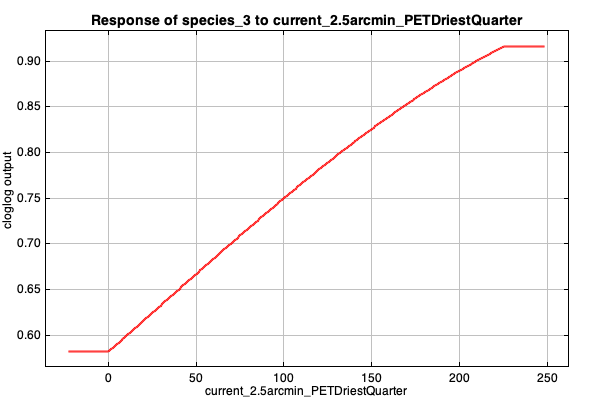 Response of species_3 to current_2.5arcmin_PETDriestQuarter
0.90
0.85
0.80
0.75
0.70
0.65
0.60
cloglog output
0 50 100 150 200 250
current_2.5arcmin_PETDriestQuarter